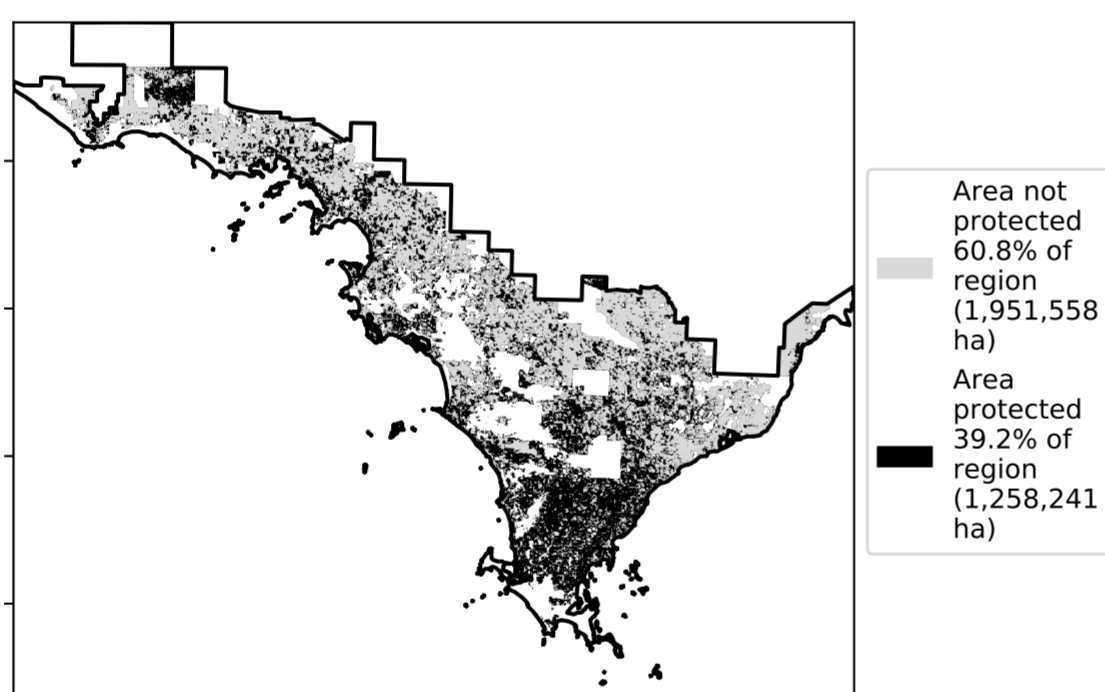 Area not
protected
60.8% of
region
(1,951,558
ha)
Area
protected
39.2% of
region
(1,258,241
ha)